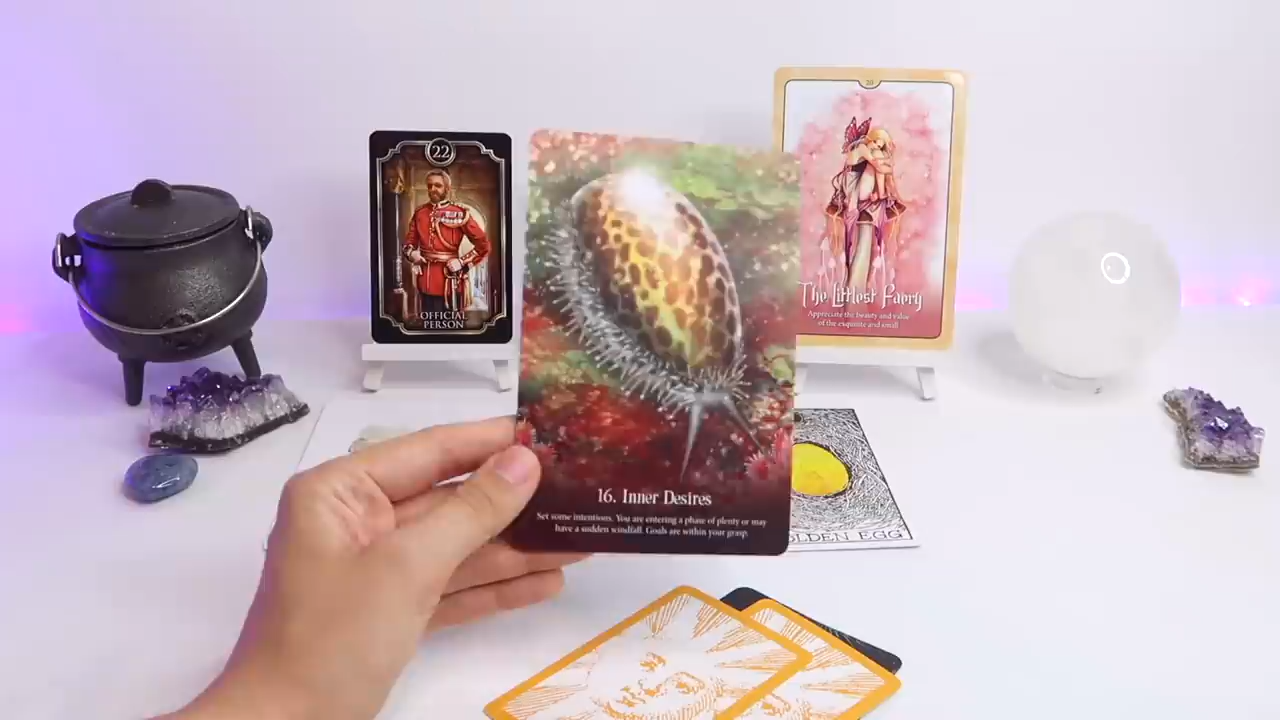 22
OFFICIAL
PERSON
20
The Littlest Faery
Appreciate the beauty and value
of the exquisite and small
16. Inner Desires
Set some intentions. You are entering a phase of plenty or may
have a sudden windfall. Goals are within your grasp.
OLDEN EGG